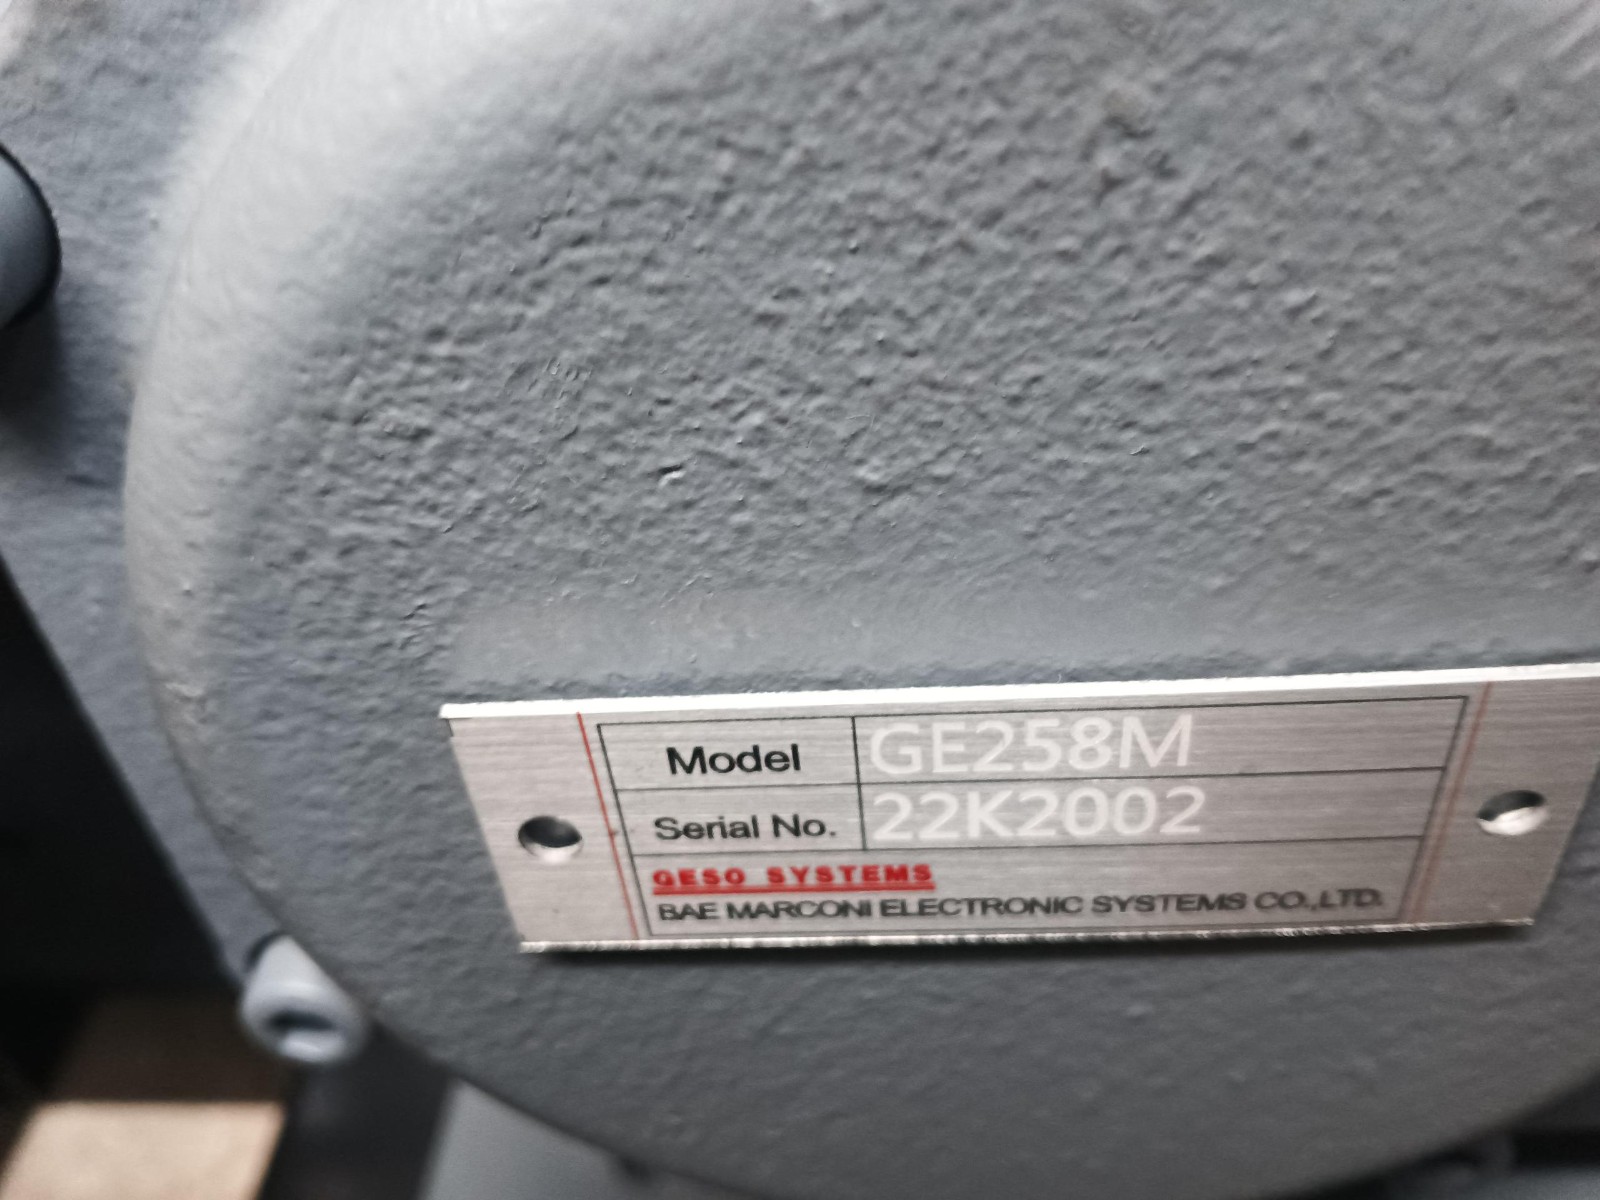 Model GE258M
Serial No. 22K2002
GESO SYSTEMS
BAE MARCONI ELECTRONIC SYSTEMS CO.,LTD.